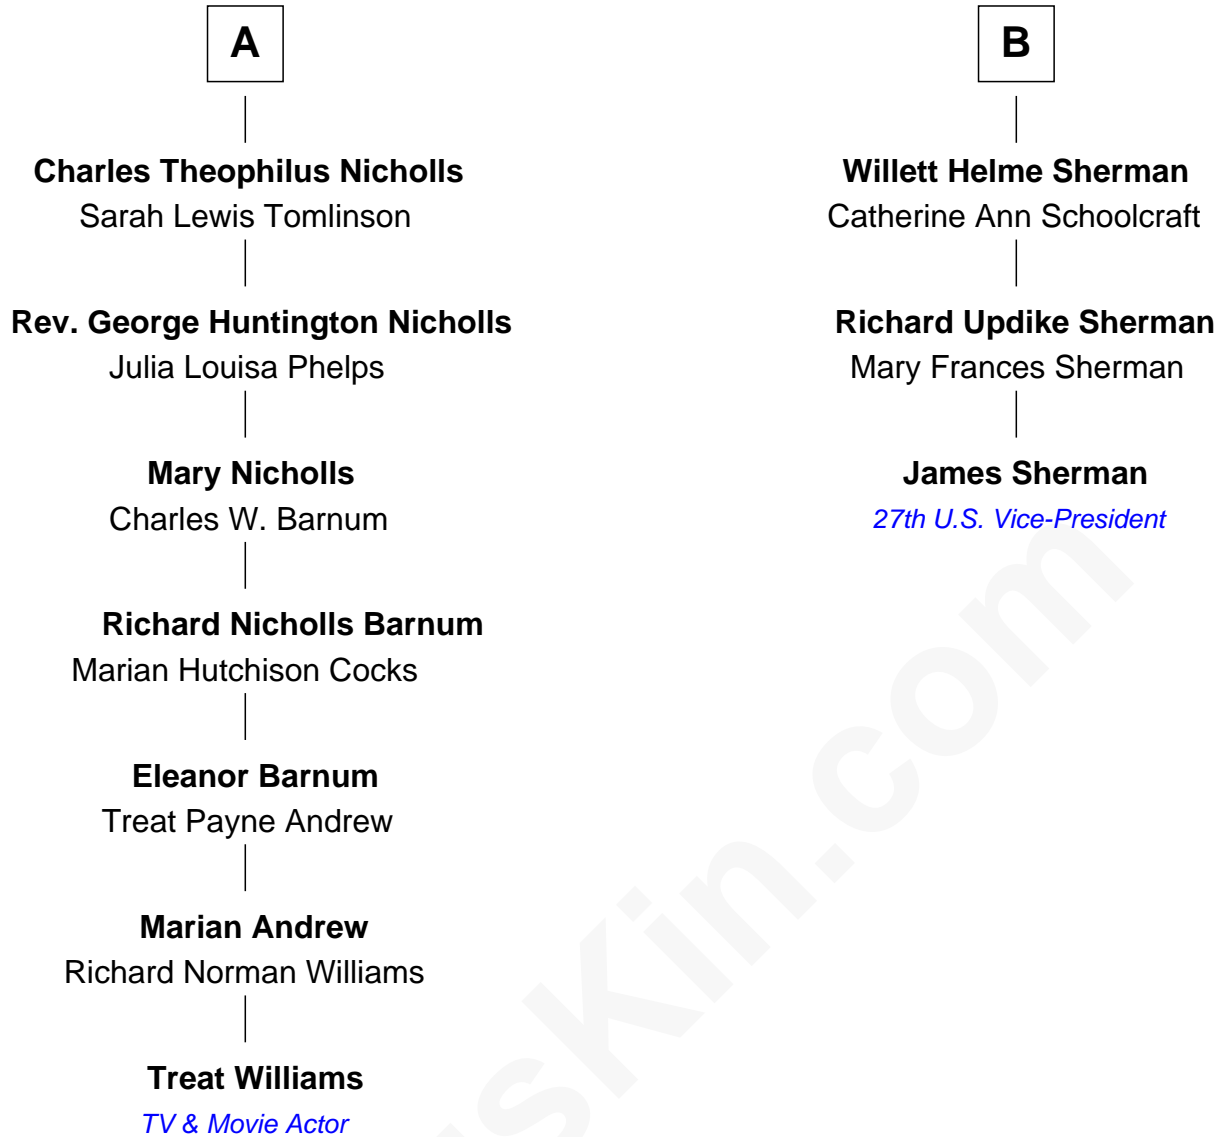 A
Charles Theophilus Nicholls
Sarah Lewis Tomlinson
Rev. George Huntington Nicholls
Julia Louisa Phelps
Mary Nicholls
Charles W. Barnum
Richard Nicholls Barnum
Marian Hutchison Cocks
Eleanor Barnum
Treat Payne Andrew
Marian Andrew
Richard Norman Williams
Treat Williams
TV & Movie Actor
B
Willett Helme Sherman
Catherine Ann Schoolcraft
Richard Updike Sherman
Mary Frances Sherman
James Sherman
27th U.S. Vice-President
sKin.com